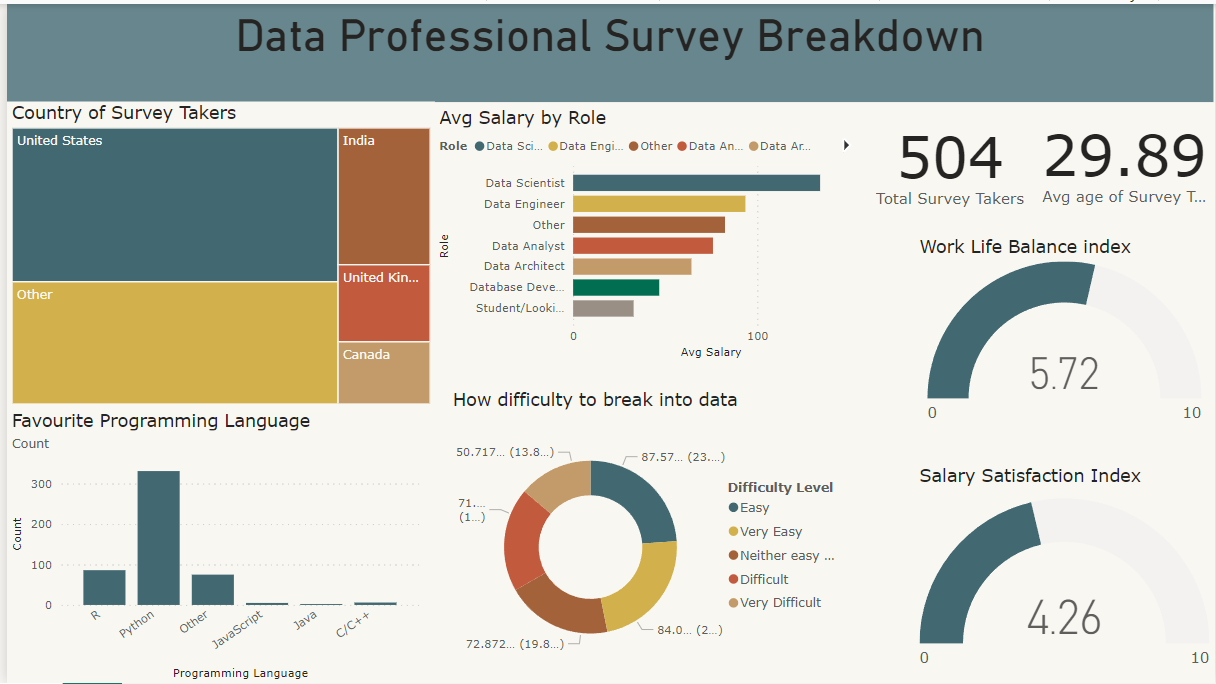 Data Professional Survey Breakdown
Country of Survey Takers
United States
India
United Kin...
Other
Canada
Avg Salary by Role
Role Data Sci... Data Engi... Other Data An... Data Ar...
Role
Data Scientist
Data Engineer
Other
Data Analyst
Data Architect
Database Deve...
Student/Looki...
0 100
Avg Salary
504
Total Survey Takers
29.89
Avg age of Survey T...
Work Life Balance index
5.72
0 10
Favourite Programming Language
Count
Count
300
200
100
0
R Python Other JavaScript Java C/C++
Programming Language
How difficulty to break into data
50.717... (13.8...)
87.57... (23....)
71....
(1...)
72.872... (19.8...)
84.0... (2...)
Difficulty Level
Easy
Very Easy
Neither easy ...
Difficult
Very Difficult
Salary Satisfaction Index
4.26
0 10